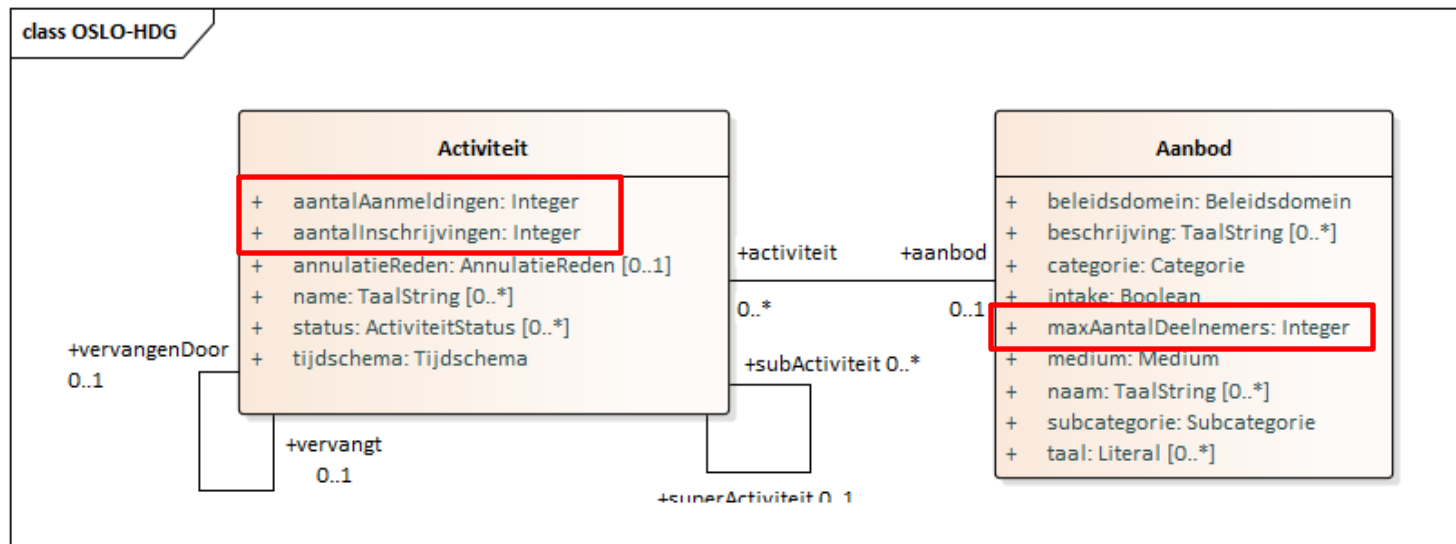 class OSLO-HDG
Activiteit
+ aantalAanmeldingen: Integer
+ aantalInschrijvingen: Integer
+ annulatieReden: AnnulatieReden [0..1]
+ name: TaalString [0..*]
+ status: ActiviteitStatus [0..*]
+ tijdschema: Tijdschema
+vervangenDoor
0..1
+vervangt
0..1
+activiteit
0..*
+aanbod
0..1
+subActiviteit 0..*
+superActiviteit 0..1
Aanbod
+ beleidsdomein: Beleidsdomein
+ beschrijving: TaalString [0..*]
+ categorie: Categorie
+ intake: Boolean
+ maxAantalDeelnemers: Integer
+ medium: Medium
+ naam: TaalString [0..*]
+ subcategorie: Subcategorie
+ taal: Literal [0..*]